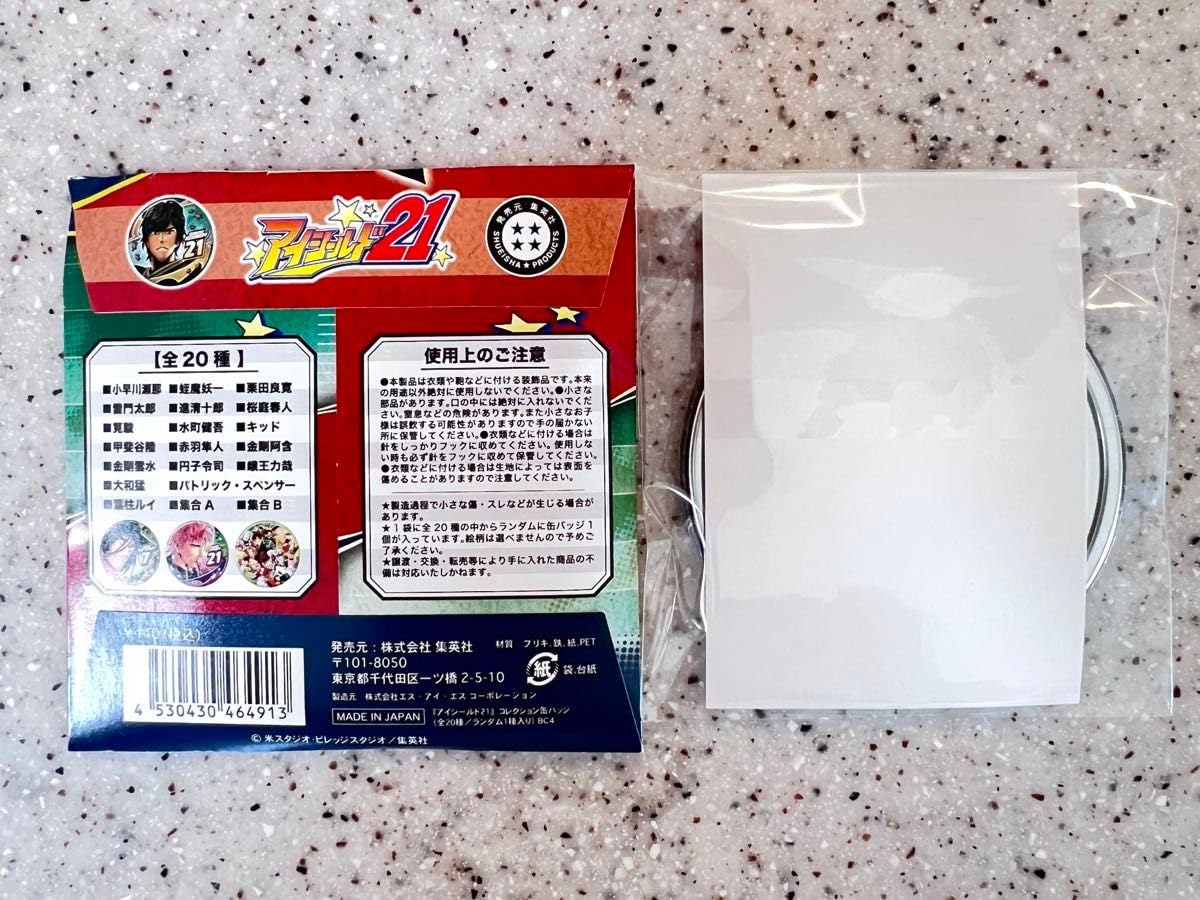 21
アイシールド21
発売元：集英社
SHUEISHA★PRODUCTS
【全20種】
■小早川瀬那 ■蛭魔妖一 ■栗田良寛
■雷門太郎 ■進清十郎 ■桜庭春人
■筧駿 ■水町健吾 ■キッド
■甲斐谷陸 ■赤羽隼人 ■金剛阿含
■金剛雲水 ■円子令司 ■峨王力哉
■大和猛 ■パトリック・スペンサー
■葉柱ルイ ■集合A ■集合B
21
使用上のご注意
●本製品は衣類や鞄などに付ける装飾品です。本来
の用途以外絶対に使用しないでください。●小さな
部品があります。口の中には絶対に入れないでくだ
さい。窒息などの危険があります。また小さなお子
様は誤飲する可能性がありますので手の届かない
所に保管してください。●衣類などに付ける場合は
針をしっかりフックに収めてください。使用しな
い時も必ず針をフックに収めて保管してください。
●衣類などに付ける場合は生地によっては表面を
傷めることがありますので注意してください。
★製造過程で小さな傷・スレなどが生じる場合が
あります。
★1袋に全20種の中からランダムに缶バッジ1
個が入っています。絵柄は選べませんので予めご
了承ください。
★譲渡・交換・転売等により手に入れた商品の不
備は対応いたしかねます。
¥440(税込)
4 530430 464913
発売元：株式会社 集英社
〒101-8050
東京都千代田区一ツ橋 2-5-10
製造元：株式会社エス・アイ・エス コーポレーション
材質 ブリキ、鉄、紙、PET
紙 袋、台紙
MADE IN JAPAN
『アイシールド21』コレクション缶バッジ
(全20種／ランダム1種入り) BC4
© 米スタジオ・ビレッジスタジオ／集英社